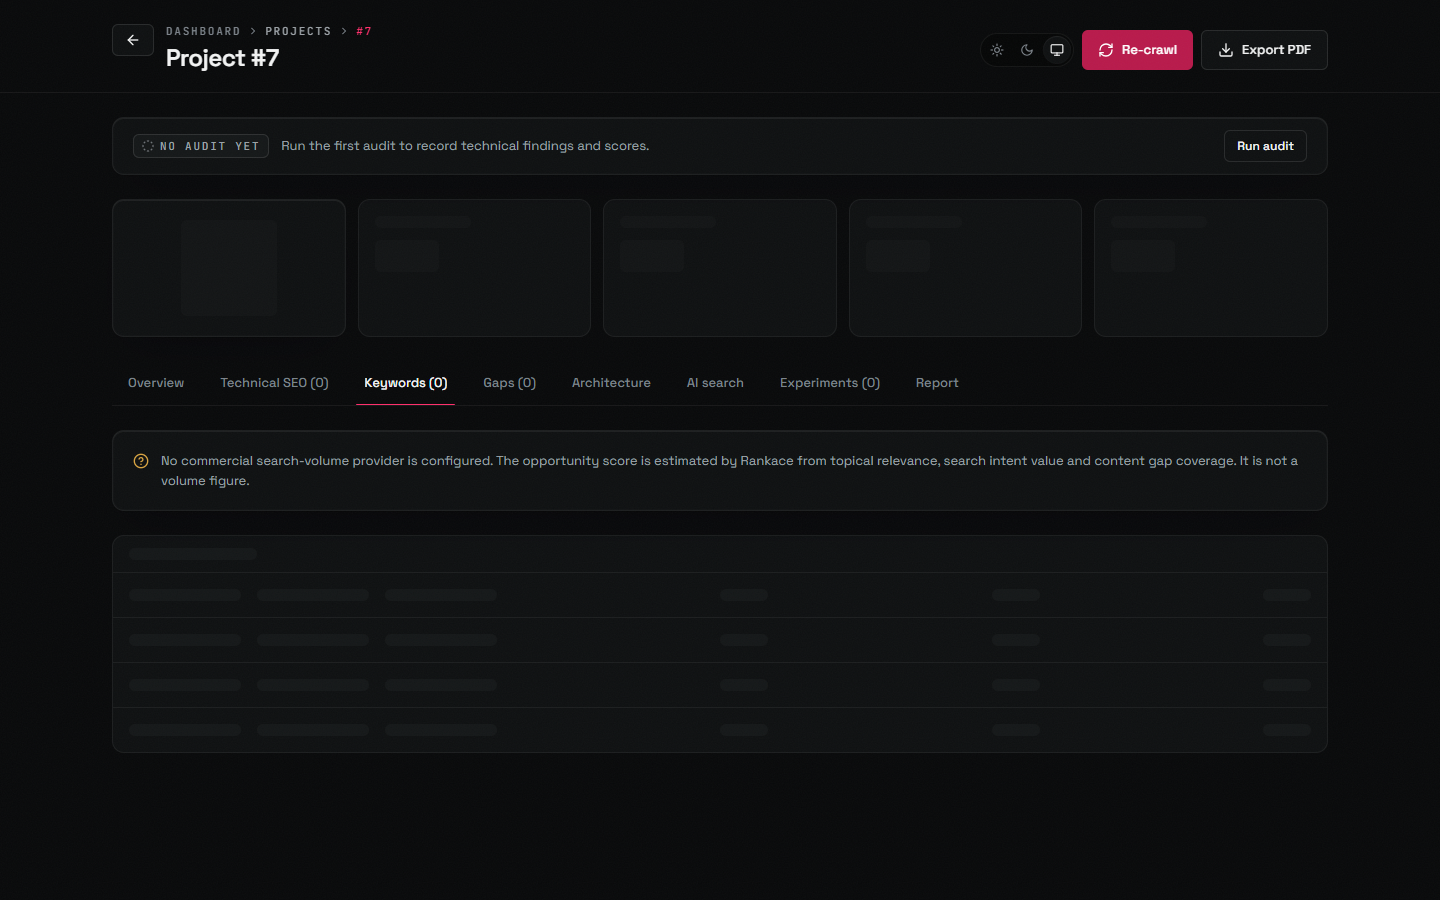 DASHBOARD > PROJECTS > #7
Project #7
Re-crawl
Export PDF
NO AUDIT YET
Run the first audit to record technical findings and scores.
Run audit
Overview
Technical SEO (0)
Keywords (0)
Gaps (0)
Architecture
AI search
Experiments (0)
Report
No commercial search-volume provider is configured. The opportunity score is estimated by Rankace from topical relevance, search intent value and content gap coverage. It is not a
volume figure.